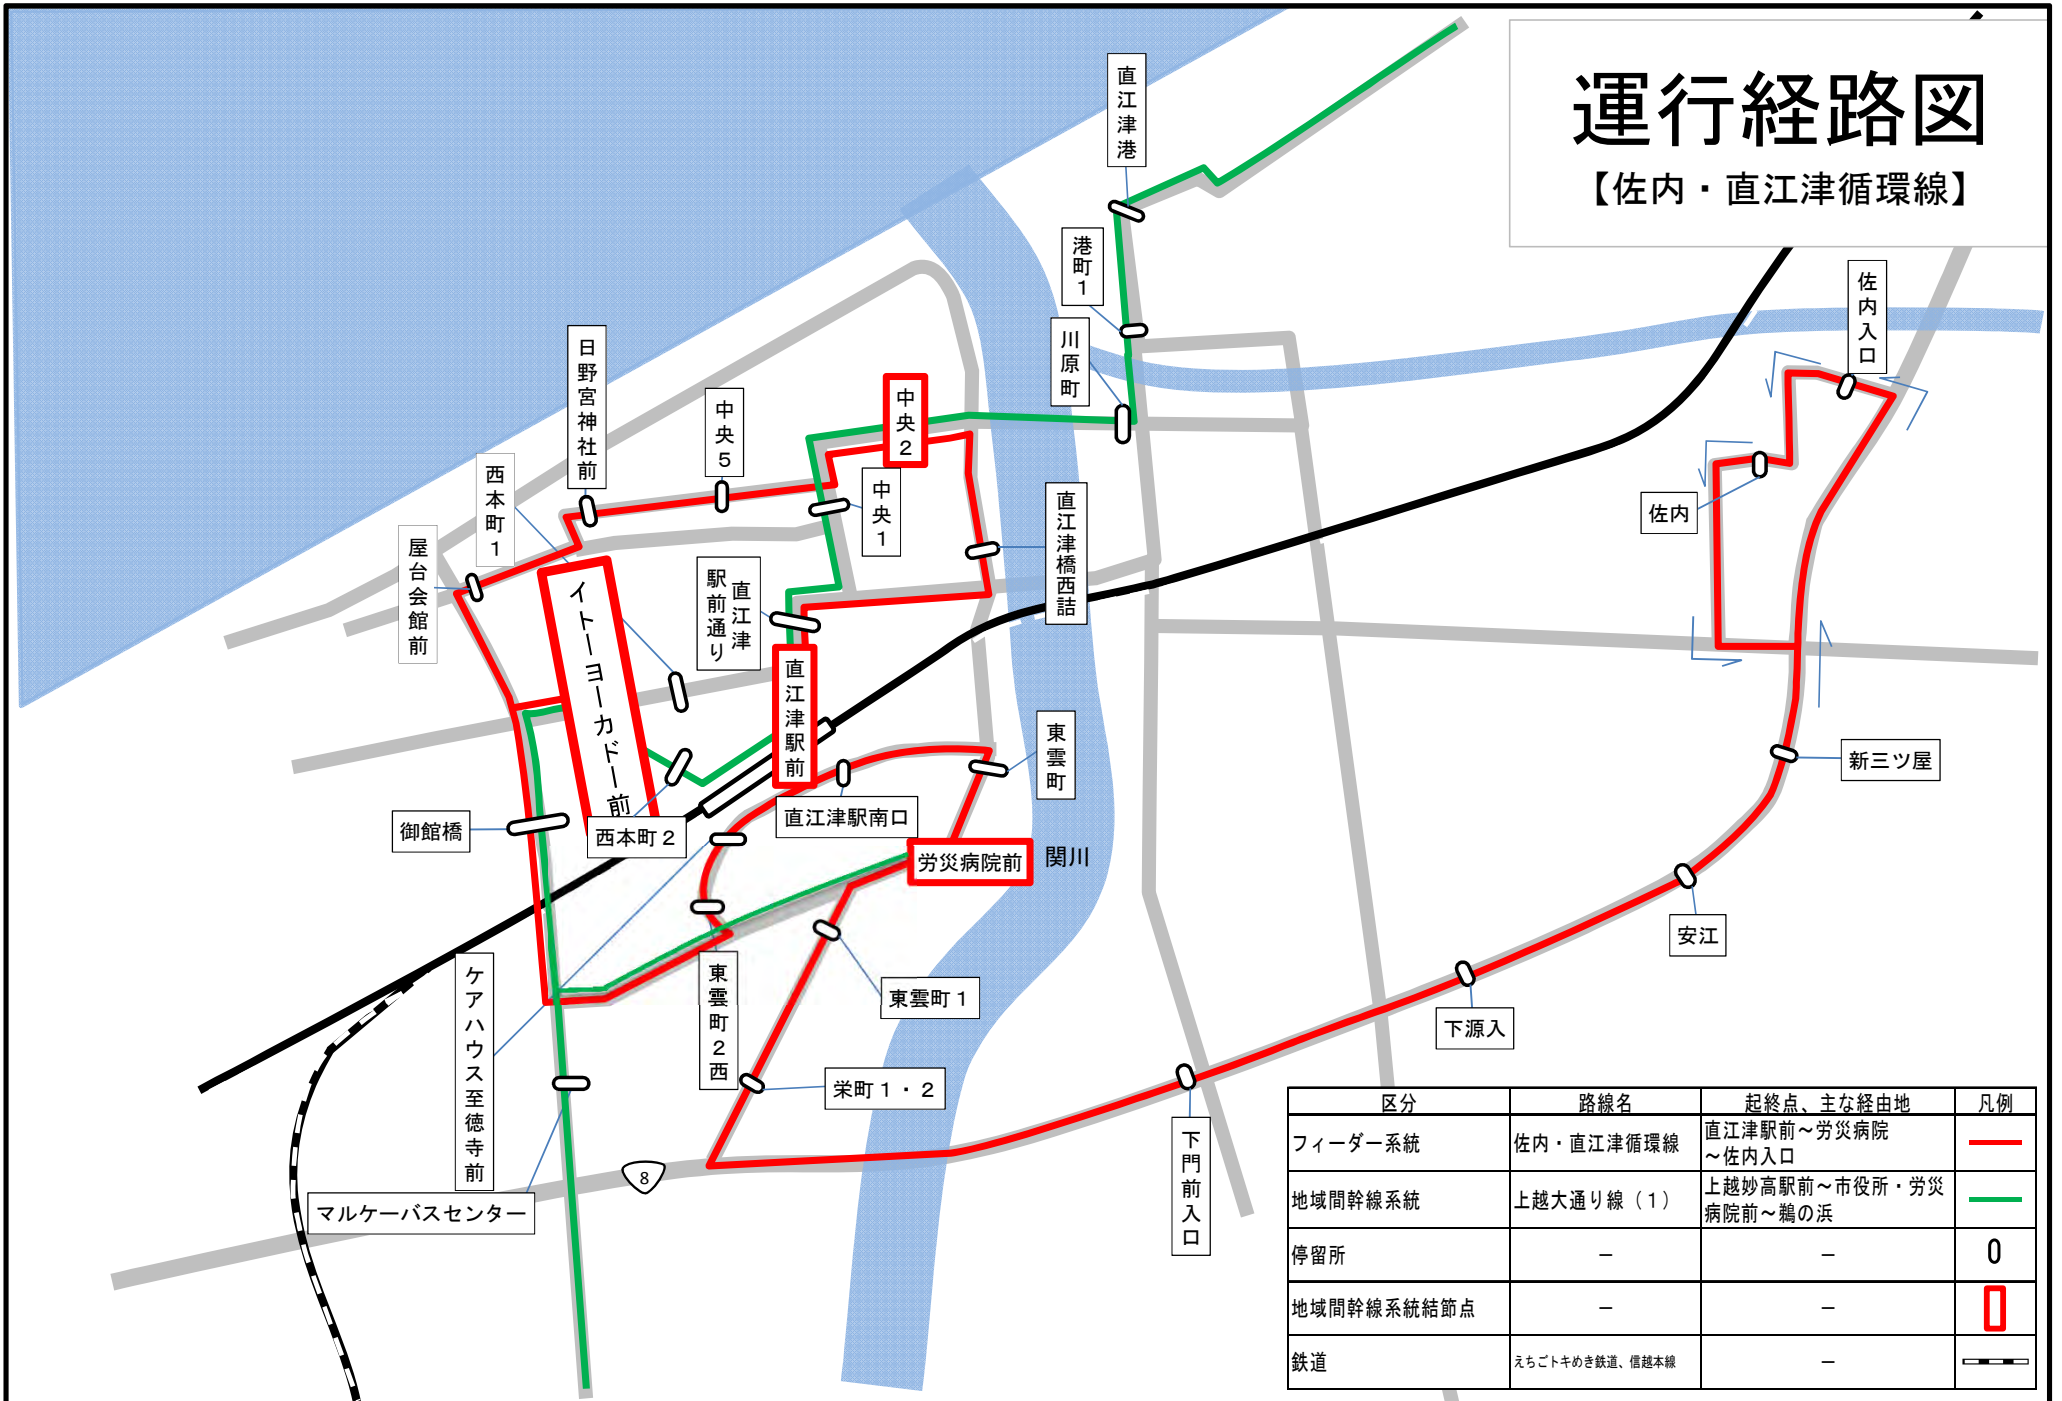 運行経路図
【佐内・直江津循環線】
直江津港
港町1
川原町
佐内入口
日野宮神社前
中央5
中央2
西本町1
中央1
直江津橋西詰
佐内
屋台会館前
イトーヨーカドー前
直江津
駅前通り
直江津駅前
東雲町
新三ツ屋
御館橋
西本町2
直江津駅南口
労災病院前
関川
安江
ケアハウス至徳寺前
東雲町2西
東雲町1
下源入
栄町1・2
マルケーバスセンター
8
下門前入口
区分 路線名 起終点、主な経由地 凡例
フィーダー系統 佐内・直江津循環線 直江津駅前～労災病院
～佐内入口
地域間幹線系統 上越大通り線(1) 上越妙高駅前～市役所・労災
病院前～鵜の浜
停留所 － －
地域間幹線系統結節点 － －
鉄道 えちごトキめき鉄道、信越本線 －